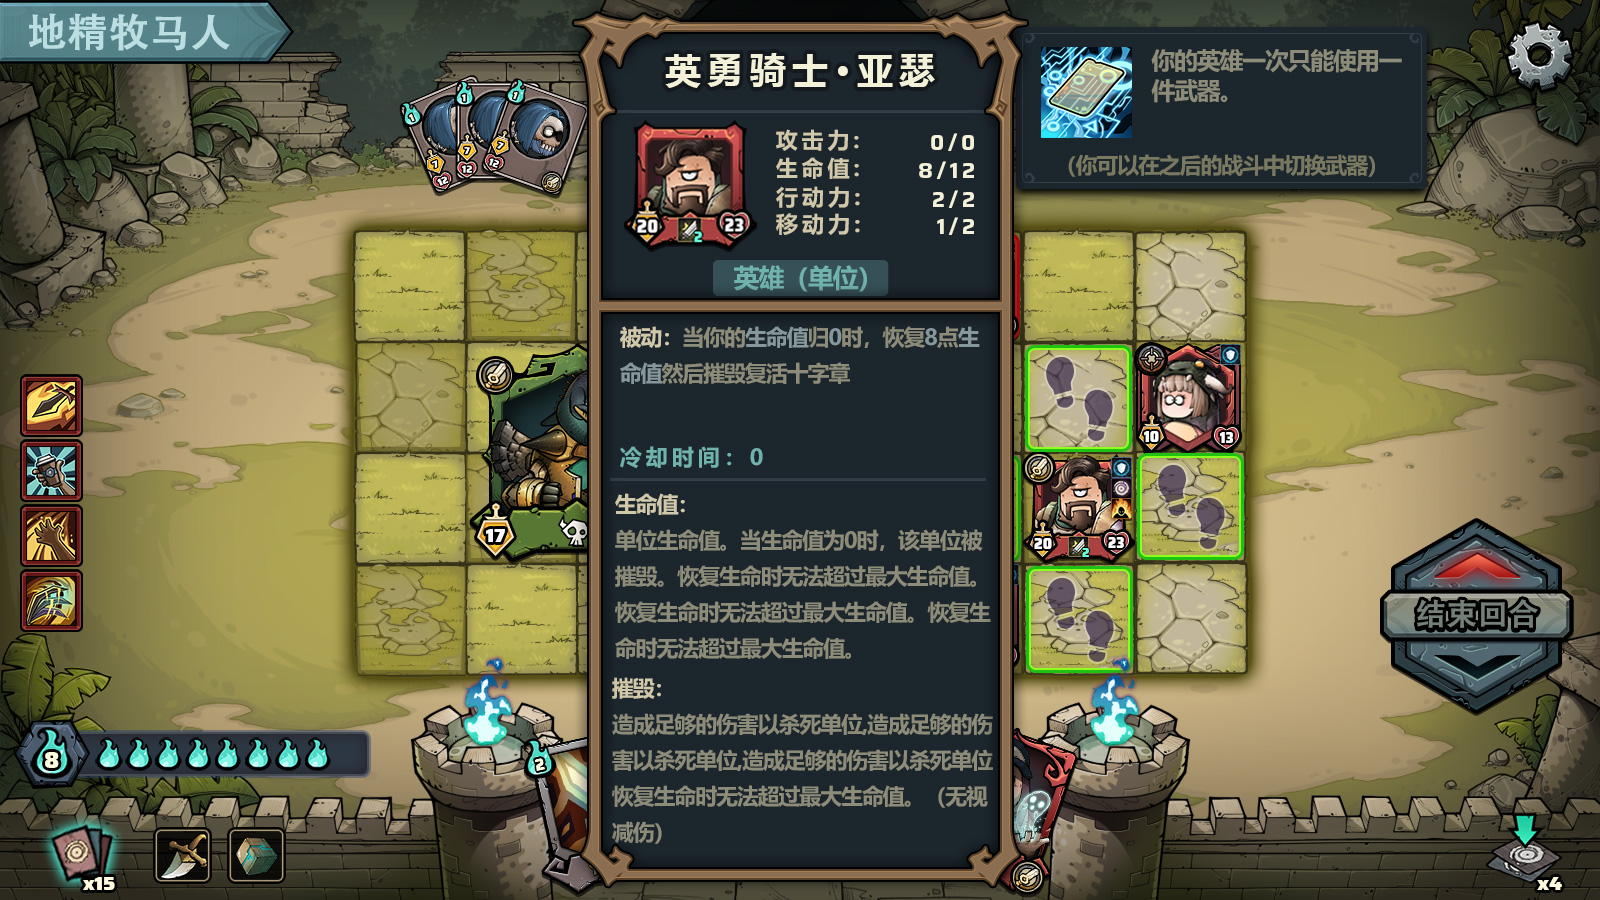 地精牧马人
英勇骑士·亚瑟
攻击力： 0/0
生命值： 8/12
行动力： 2/2
移动力： 1/2
20
2
23
英雄（单位）
被动：当你的生命值归0时，恢复8点生
命值然后摧毁复活十字章
冷却时间：0
生命值：
单位生命值。当生命值为0时，该单位被
摧毁。恢复生命时无法超过最大生命值。
恢复生命时无法超过最大生命值。恢复生
命时无法超过最大生命值。
摧毁：
造成足够的伤害以杀死单位,造成足够的伤
害以杀死单位,造成足够的伤害以杀死单位
恢复生命时无法超过最大生命值。（无视
减伤）
你的英雄一次只能使用一
件武器。
（你可以在之后的战斗中切换武器）
1
1
1
7
7
7
12
12
12
17
10
13
20
2
23
结束回合
8
2
x15
x4